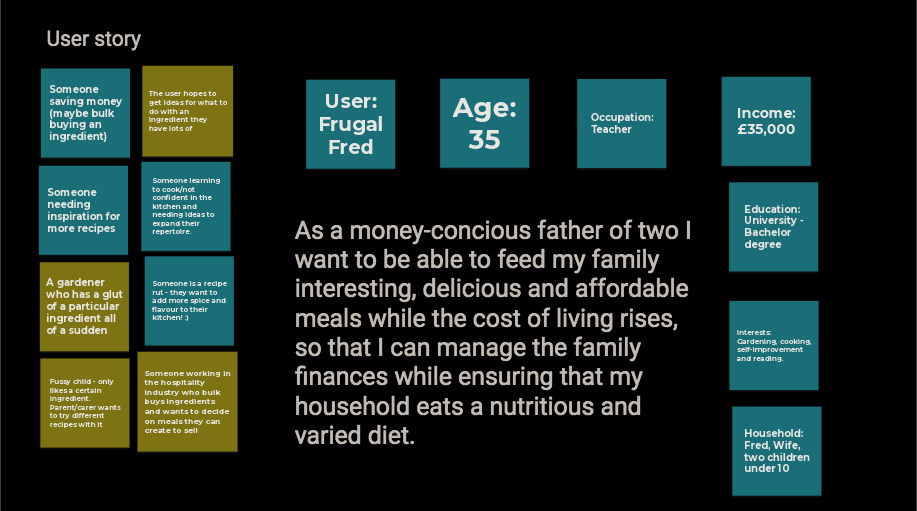 User story
Someone
saving money
(maybe bulk
buying an
ingredient)
The user hopes to
get ideas for what to
do with an
ingredient they
have lots of
Someone
needing
inspiration for
more recipes
Someone learning
to cook/not
confident in the
kitchen and
needing ideas to
expand their
repertoire.
A gardener
who has a glut
of a particular
ingredient all
of a sudden
Someone is a recipe
rut - they want to
add more spice and
flavour to their
kitchen! :)
Fussy child - only
likes a certain
ingredient.
Parent/carer wants
to try different
recipes with it
Someone working in
the hospitality
industry who bulk
buys ingredients
and wants to decide
on meals they can
create to sell
User:
Frugal
Fred
Age:
35
Occupation:
Teacher
Income:
£35,000
As a money-concious father of two I
want to be able to feed my family
interesting, delicious and affordable
meals while the cost of living rises,
so that I can manage the family
finances while ensuring that my
household eats a nutritious and
varied diet.
Education:
University -
Bachelor
degree
Interests:
Gardening, cooking,
self-improvement
and reading.
Household:
Fred, Wife,
two children
under10